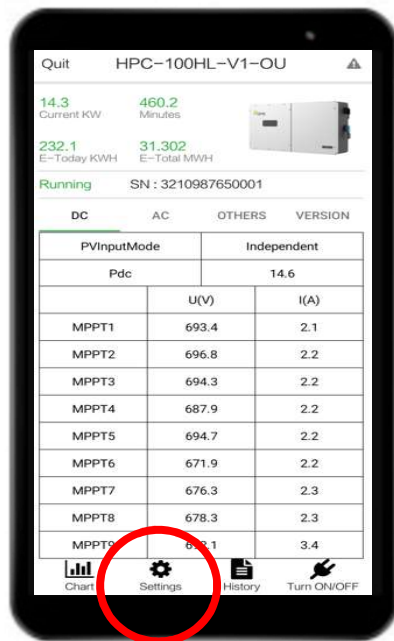 Quit HPC-100HL-V1-OU
14.3 460.2
Current KW Minutes
232.1 31.302
E-Today KWH E-Total MWH
Running SN : 3210987650001
DC AC OTHERS VERSION
PVInputMode Independent
Pdc 14.6
U(V) I(A)
MPPT1 693.4 2.1
MPPT2 696.8 2.2
MPPT3 694.3 2.2
MPPT4 687.9 2.2
MPPT5 694.7 2.2
MPPT6 671.9 2.2
MPPT7 676.3 2.3
MPPT8 678.3 2.3
MPPT9 3.4
Chart Settings History Turn ON/OFF